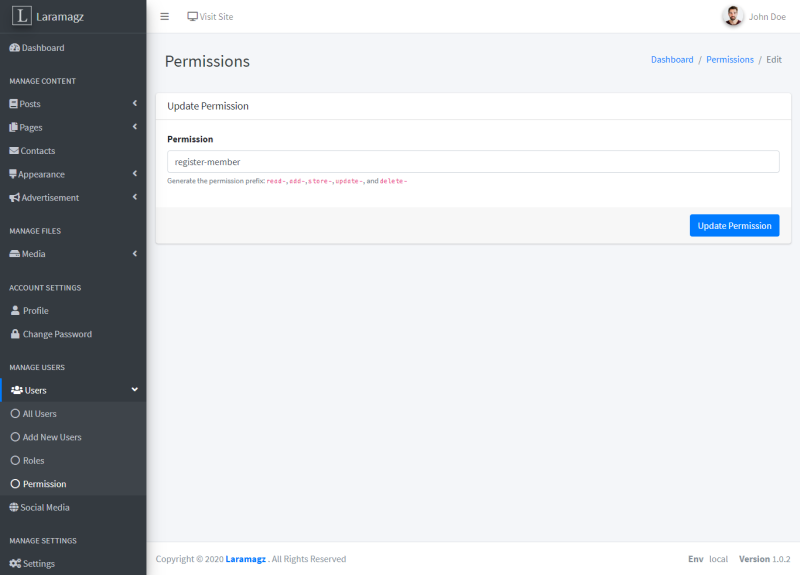 L Laramagz
Visit Site
John Doe
Dashboard
MANAGE CONTENT
Posts
Pages
Contacts
Appearance
Advertisement
MANAGE FILES
Media
ACCOUNT SETTINGS
Profile
Change Password
MANAGE USERS
Users
All Users
Add New Users
Roles
Permission
Social Media
MANAGE SETTINGS
Settings
Permissions
Dashboard / Permissions / Edit
Update Permission
Permission
register-member
Generate the permission prefix: read-, add-, store-, update-, and delete-
Update Permission
Copyright © 2020 Laramagz . All Rights Reserved
Env local Version 1.0.2